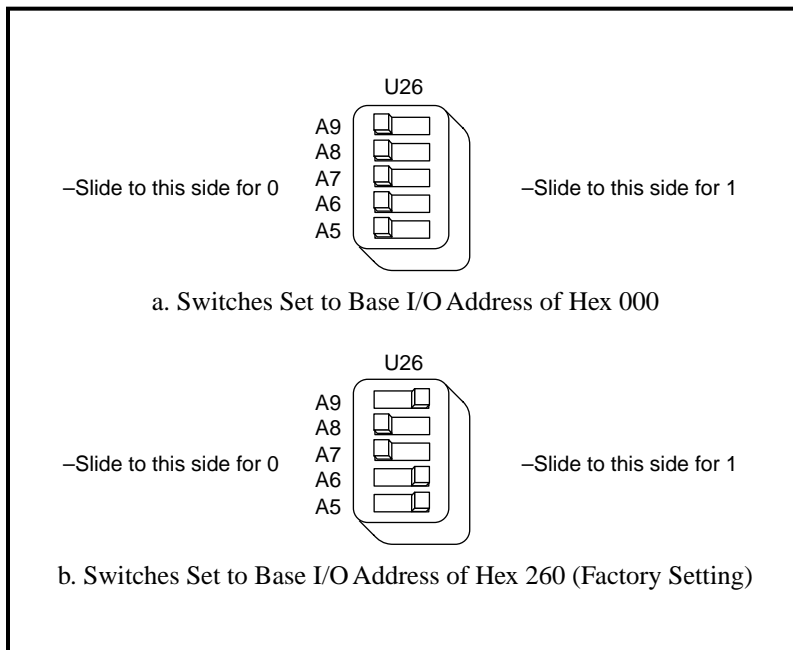 U26
A9
A8
A7
A6
A5
–Slide to this side for 0
–Slide to this side for 1
a. Switches Set to Base I/O Address of Hex 000
U26
A9
A8
A7
A6
A5
–Slide to this side for 0
–Slide to this side for 1
b. Switches Set to Base I/O Address of Hex 260 (Factory Setting)